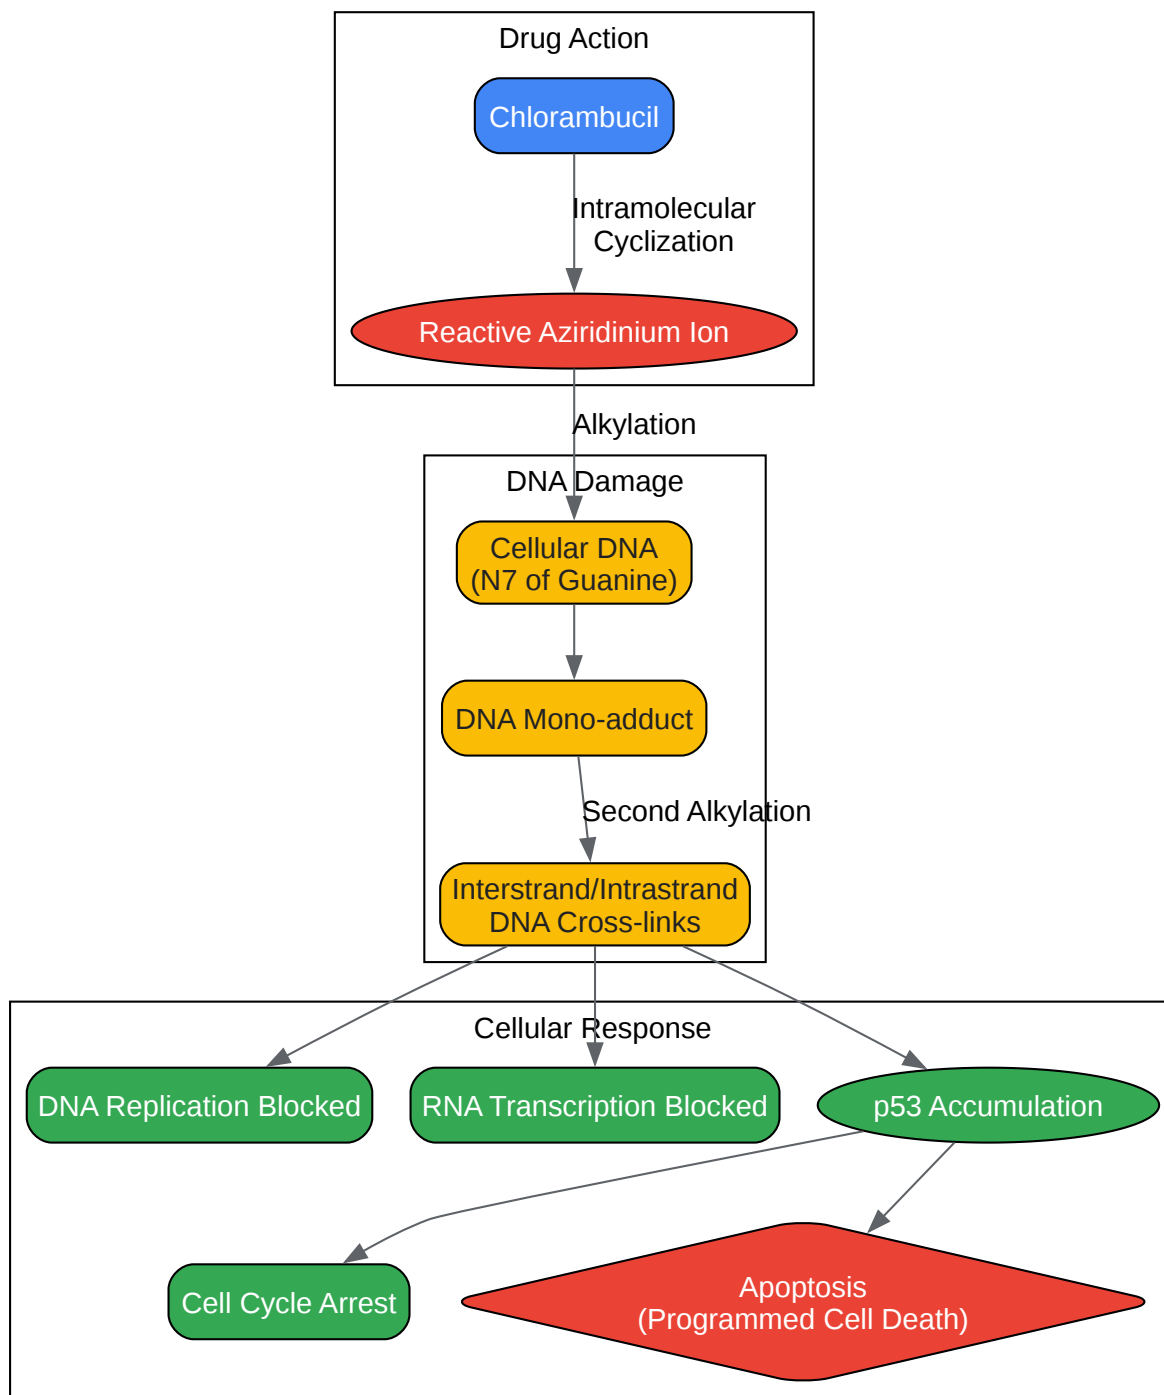 Drug Action
Chlorambucil
Intramolecular
Cyclization
Reactive Aziridinium Ion
Alkylation
DNA Damage
Cellular DNA
(N7 of Guanine)
DNA Mono-adduct
Second Alkylation
Interstrand/Intrastrand
DNA Cross-links
Cellular Response
DNA Replication Blocked
RNA Transcription Blocked
p53 Accumulation
Cell Cycle Arrest
Apoptosis
(Programmed Cell Death)